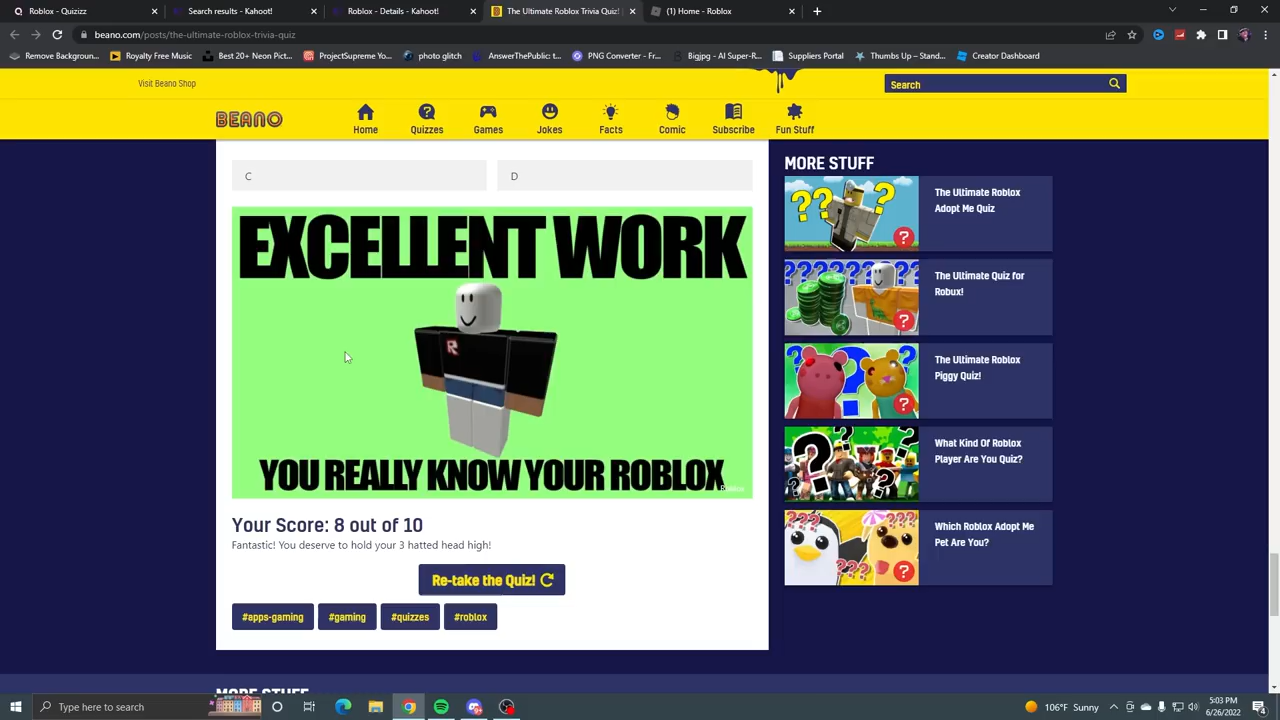 Roblox - Quizizz
Search results - Kahoot!
Roblox - Details - Kahoot!
The Ultimate Roblox Trivia Quiz!
(1) Home - Roblox
beano.com/posts/the-ultimate-roblox-trivia-quiz
Remove Backgroun...
Royalty Free Music
Best 20+ Neon Pict...
ProjectSupreme Yo...
photo glitch
AnswerThePublic: t...
PNG Converter - Fr...
Bigjpg - AI Super-R...
Suppliers Portal
Thumbs Up – Stand...
Creator Dashboard
Visit Beano Shop
Search
BEANO
Home
Quizzes
Games
Jokes
Facts
Comic
Subscribe
Fun Stuff
C
D
EXCELLENT WORK
R
YOU REALLY KNOW YOUR ROBLOX
Roblox
Your Score: 8 out of 10
Fantastic! You deserve to hold your 3 hatted head high!
Re-take the Quiz!
#apps-gaming
#gaming
#quizzes
#roblox
MORE STUFF
The Ultimate Roblox
Adopt Me Quiz
The Ultimate Quiz for
Robux!
The Ultimate Roblox
Piggy Quiz!
What Kind Of Roblox
Player Are You Quiz?
Which Roblox Adopt Me
Pet Are You?
MORE STUFF
Type here to search
106°F Sunny
5:03 PM
6/26/2022